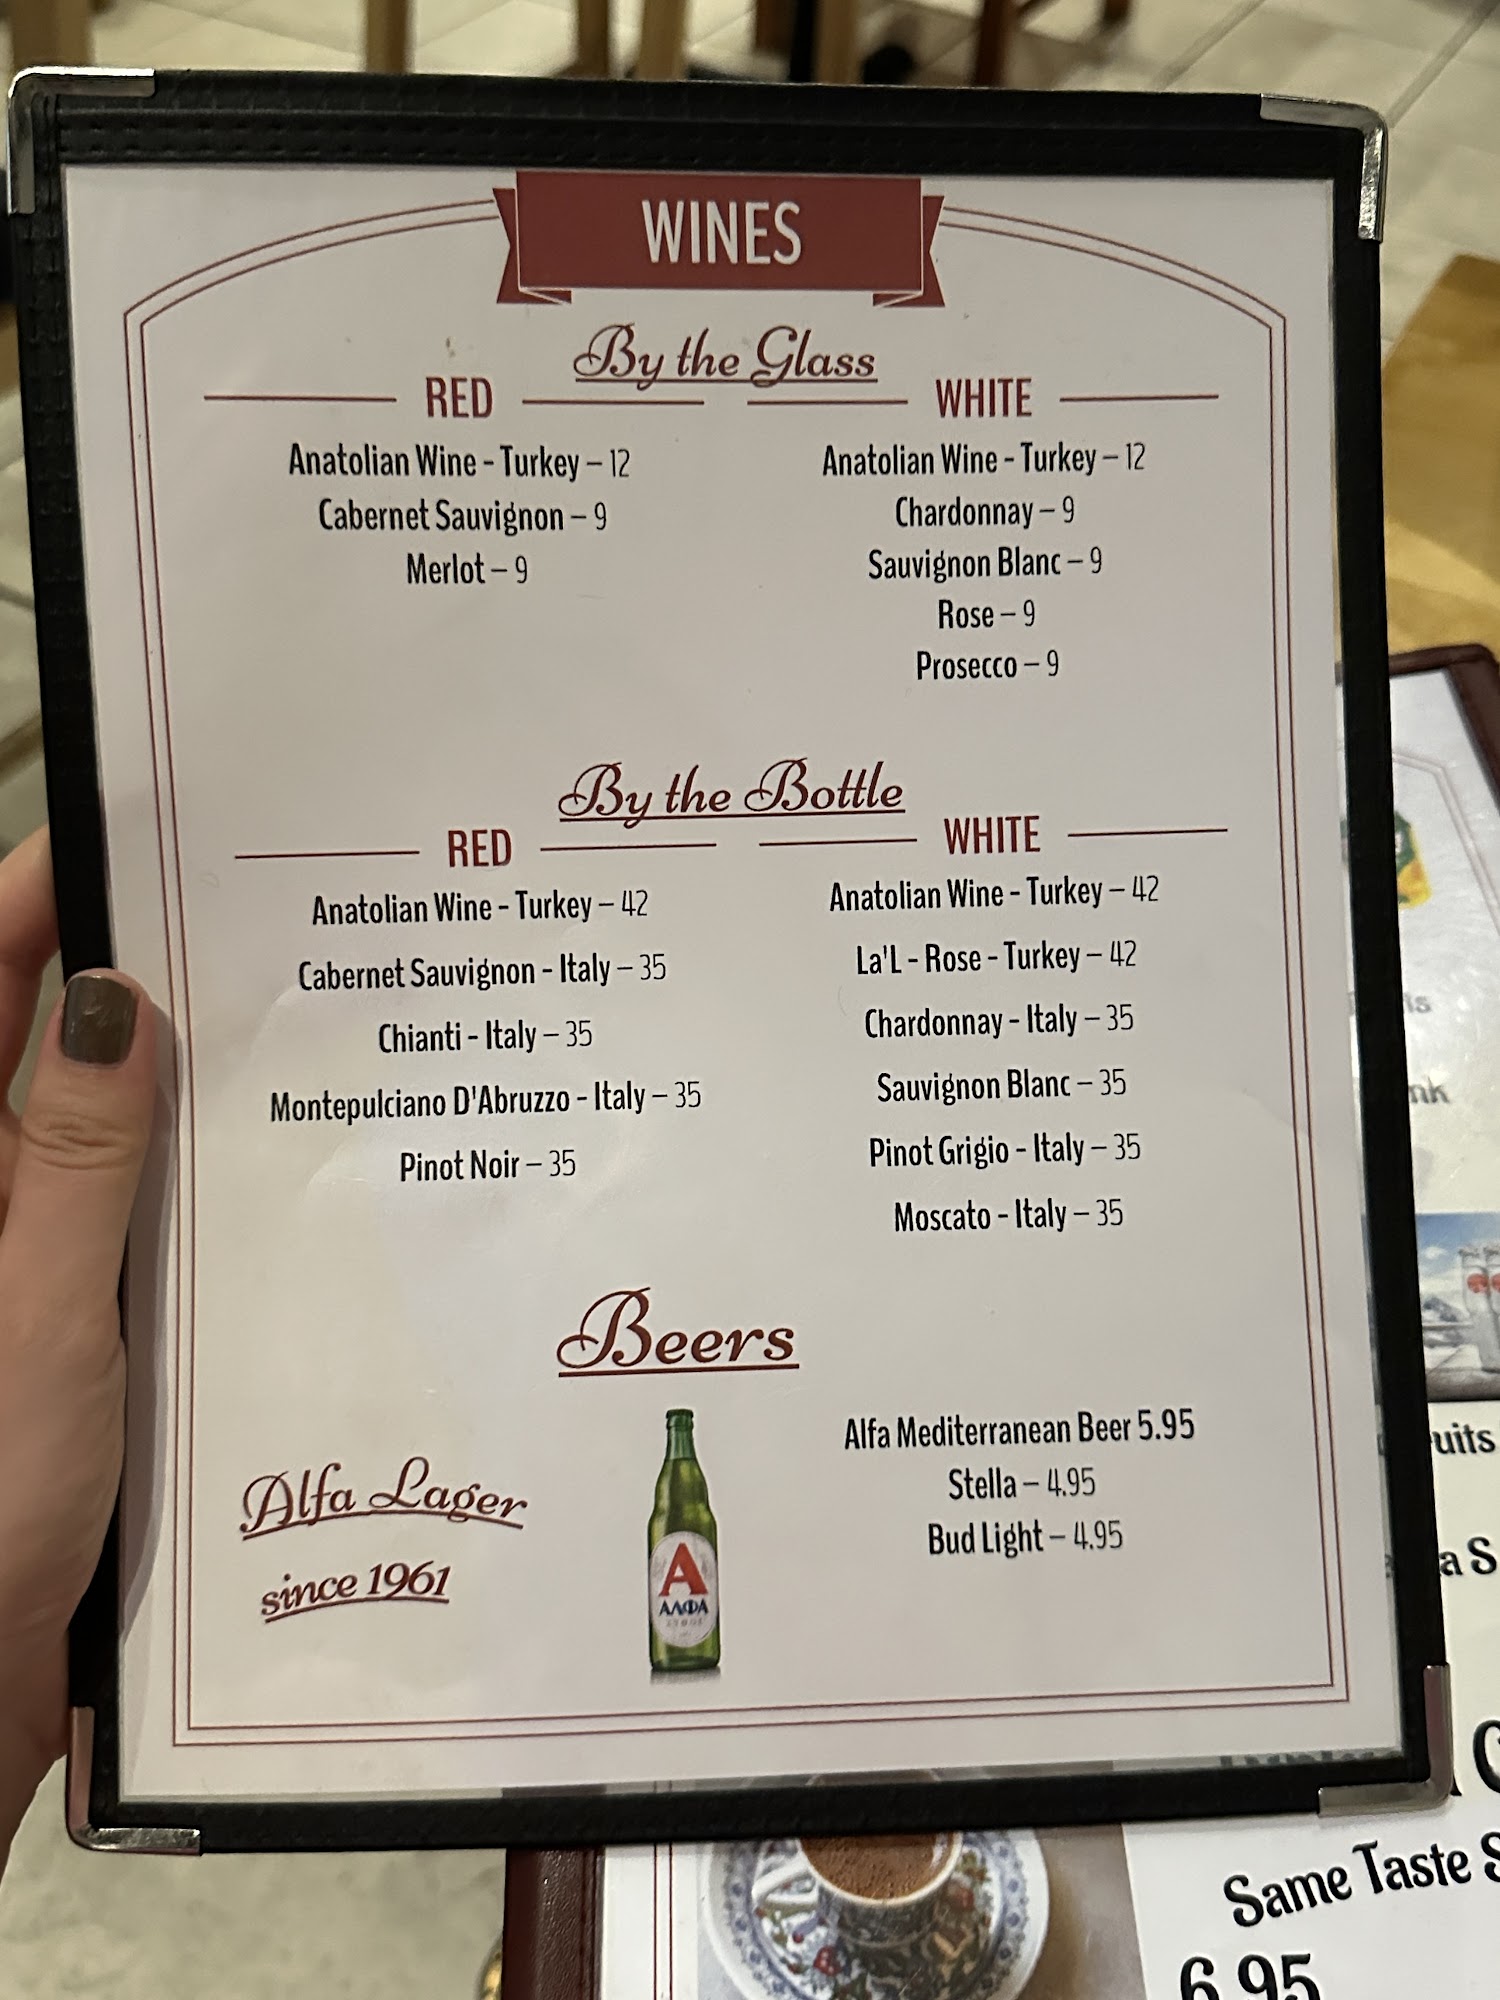 WINES
By the Glass
RED
Anatolian Wine - Turkey – 12
Cabernet Sauvignon – 9
Merlot – 9
WHITE
Anatolian Wine - Turkey – 12
Chardonnay – 9
Sauvignon Blanc – 9
Rose – 9
Prosecco – 9
By the Bottle
RED
Anatolian Wine - Turkey – 42
Cabernet Sauvignon - Italy – 35
Chianti - Italy – 35
Montepulciano D'Abruzzo - Italy – 35
Pinot Noir – 35
WHITE
Anatolian Wine - Turkey – 42
La'L - Rose - Turkey – 42
Chardonnay - Italy – 35
Sauvignon Blanc – 35
Pinot Grigio - Italy – 35
Moscato - Italy – 35
Beers
Alfa Lager
since 1961
A
ΑΛΦΑ
Alfa Mediterranean Beer 5.95
Stella – 4.95
Bud Light – 4.95
Same Taste S
6.95